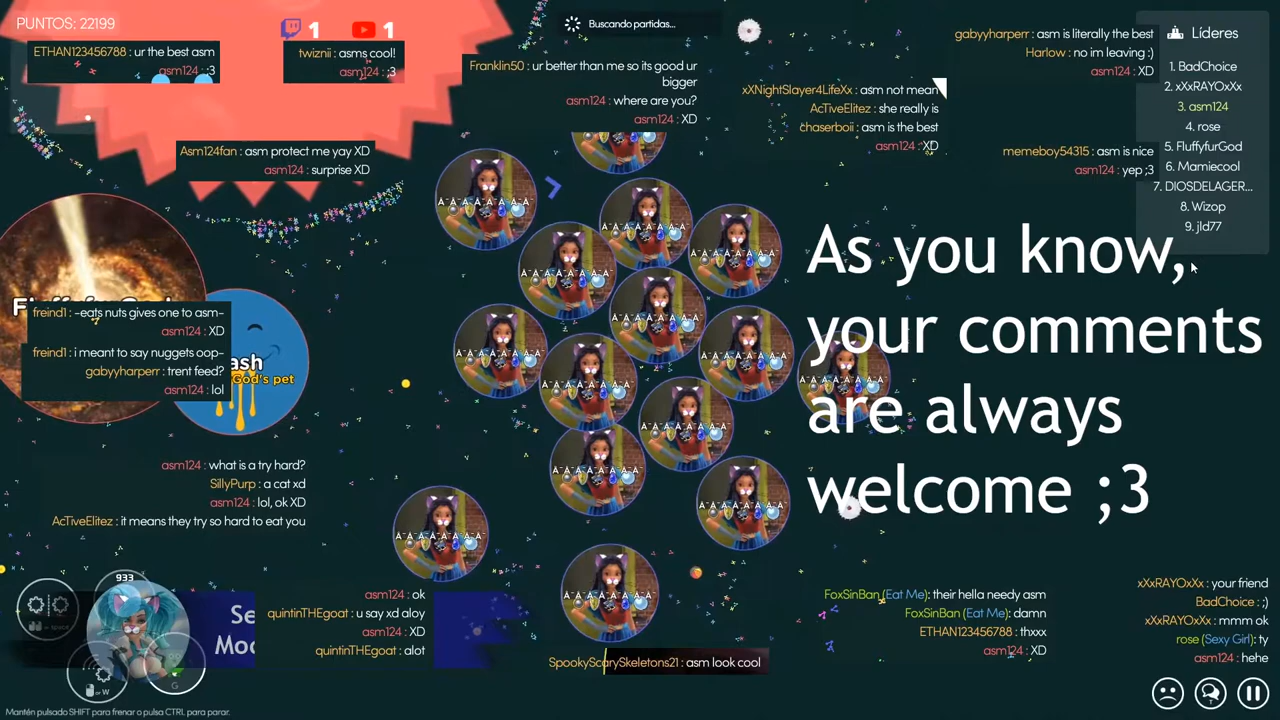 PUNTOS: 22199
1
1
Buscando partidas...
ETHAN123456788 : ur the best asm
asm124 : ;3
twiznii : asms cool!
asm124 : ;3
Franklin50 : ur better than me so its good ur
bigger
asm124 : where are you?
asm124 : XD
xXNightSlayer4LifeXx : asm not mean
AcTiveElitez : she really is
chaserboii : asm is the best
asm124 : XD
gabyyharperr : asm is literally the best
Harlow : no im leaving :)
asm124 : XD
memeboy54315 : asm is nice
asm124 : yep ;3
Líderes
1. BadChoice
2. xXxRAYOxXx
3. asm124
4. rose
5. FluffyfurGod
6. Mamiecool
7. DIOSDELAGER...
8. Wizop
9. jld77
Asm124fan : asm protect me yay XD
asm124 : surprise XD
freind1 : -eats nuts gives one to asm-
asm124 : XD
freind1 : i meant to say nuggets oop-
gabyyharperr : trent feed?
asm124 : lol
ash
God's pet
As you know,
your comments
are always
welcome ;3
asm124 : what is a try hard?
SillyPurp : a cat xd
asm124 : lol, ok XD
AcTiveElitez : it means they try so hard to eat you
933
or space
or W
G
Se
Moc
asm124 : ok
quintinTHEgoat : u say xd aloy
asm124 : XD
quintinTHEgoat : alot
SpookyScarySkeletons21 : asm look cool
FoxSinBan (Eat Me): their hella needy asm
FoxSinBan (Eat Me): damn
ETHAN123456788 : thxxx
asm124 : XD
xXxRAYOxXx : your friend
BadChoice : ;)
xXxRAYOxXx : mmm ok
rose (Sexy Girl): ty
asm124 : hehe
Mantén pulsado SHIFT para frenar o pulsa CTRL para parar.